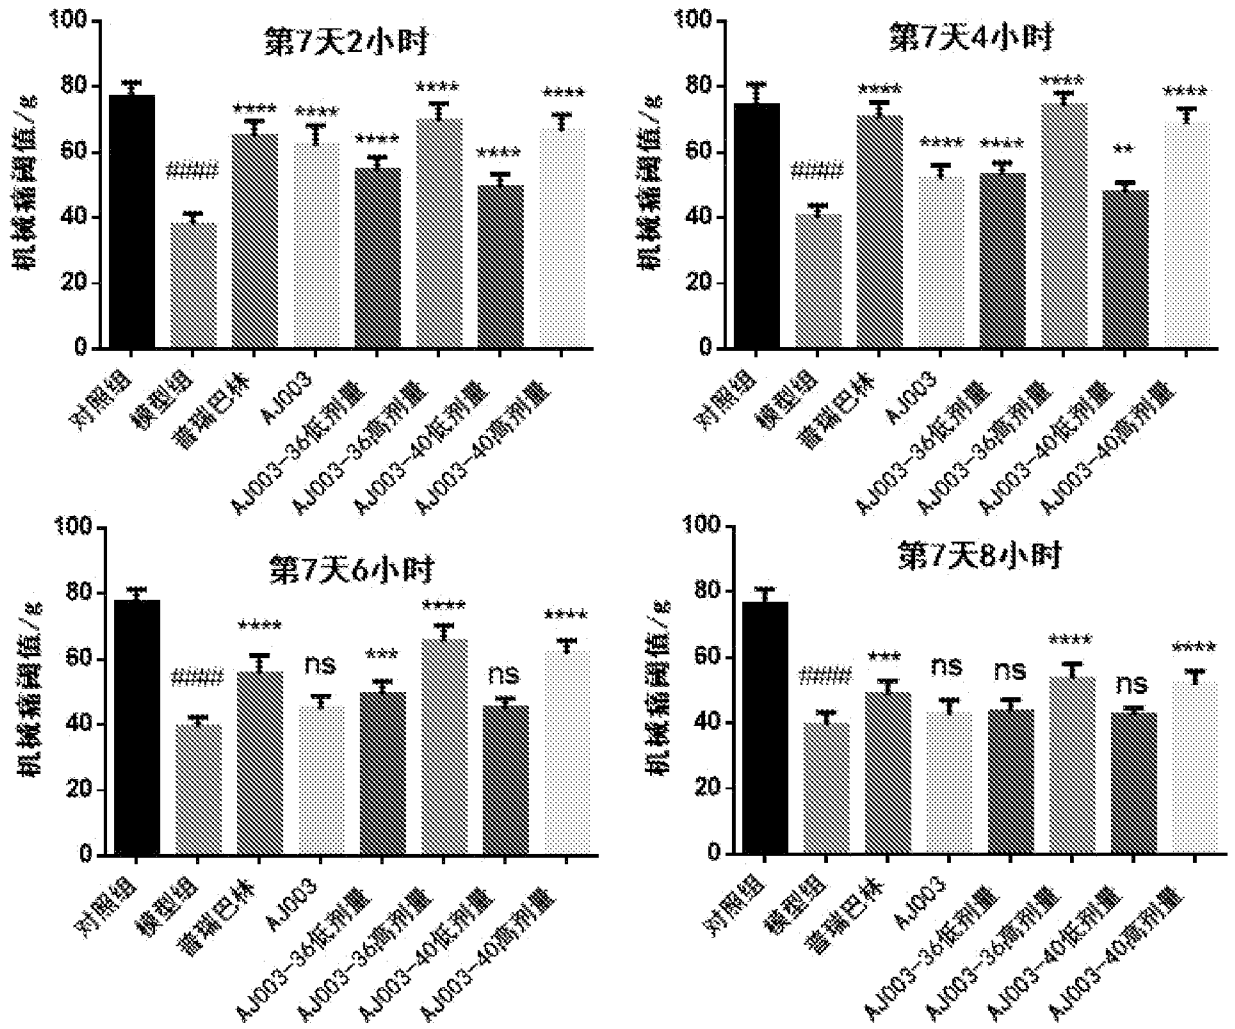 第7天2小时
机械痛阈值/g
100
80
60
40
20
0
####
****
****
****
****
****
****
对照组
模型组
普瑞巴林
AJ003
AJ003-36低剂量
AJ003-36高剂量
AJ003-40低剂量
AJ003-40高剂量
第7天4小时
机械痛阈值/g
100
80
60
40
20
0
####
****
****
****
****
**
****
对照组
模型组
普瑞巴林
AJ003
AJ003-36低剂量
AJ003-36高剂量
AJ003-40低剂量
AJ003-40高剂量
第7天6小时
机械痛阈值/g
100
80
60
40
20
0
####
****
ns
***
****
ns
****
对照组
模型组
普瑞巴林
AJ003
AJ003-36低剂量
AJ003-36高剂量
AJ003-40低剂量
AJ003-40高剂量
第7天8小时
机械痛阈值/g
100
80
60
40
20
0
####
***
ns
ns
****
ns
****
对照组
模型组
普瑞巴林
AJ003
AJ003-36低剂量
AJ003-36高剂量
AJ003-40低剂量
AJ003-40高剂量